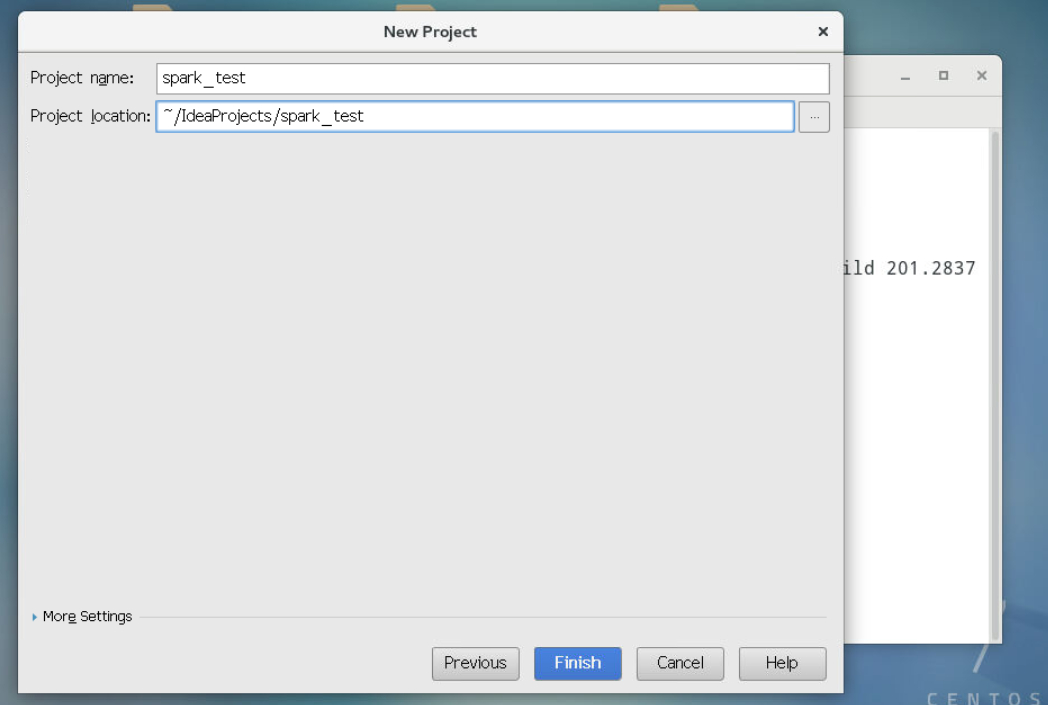 New Project
Project name: spark_test
Project location: ~/IdeaProjects/spark_test ...
ild 201.2837
More Settings
Previous Finish Cancel Help
7
CENTOS